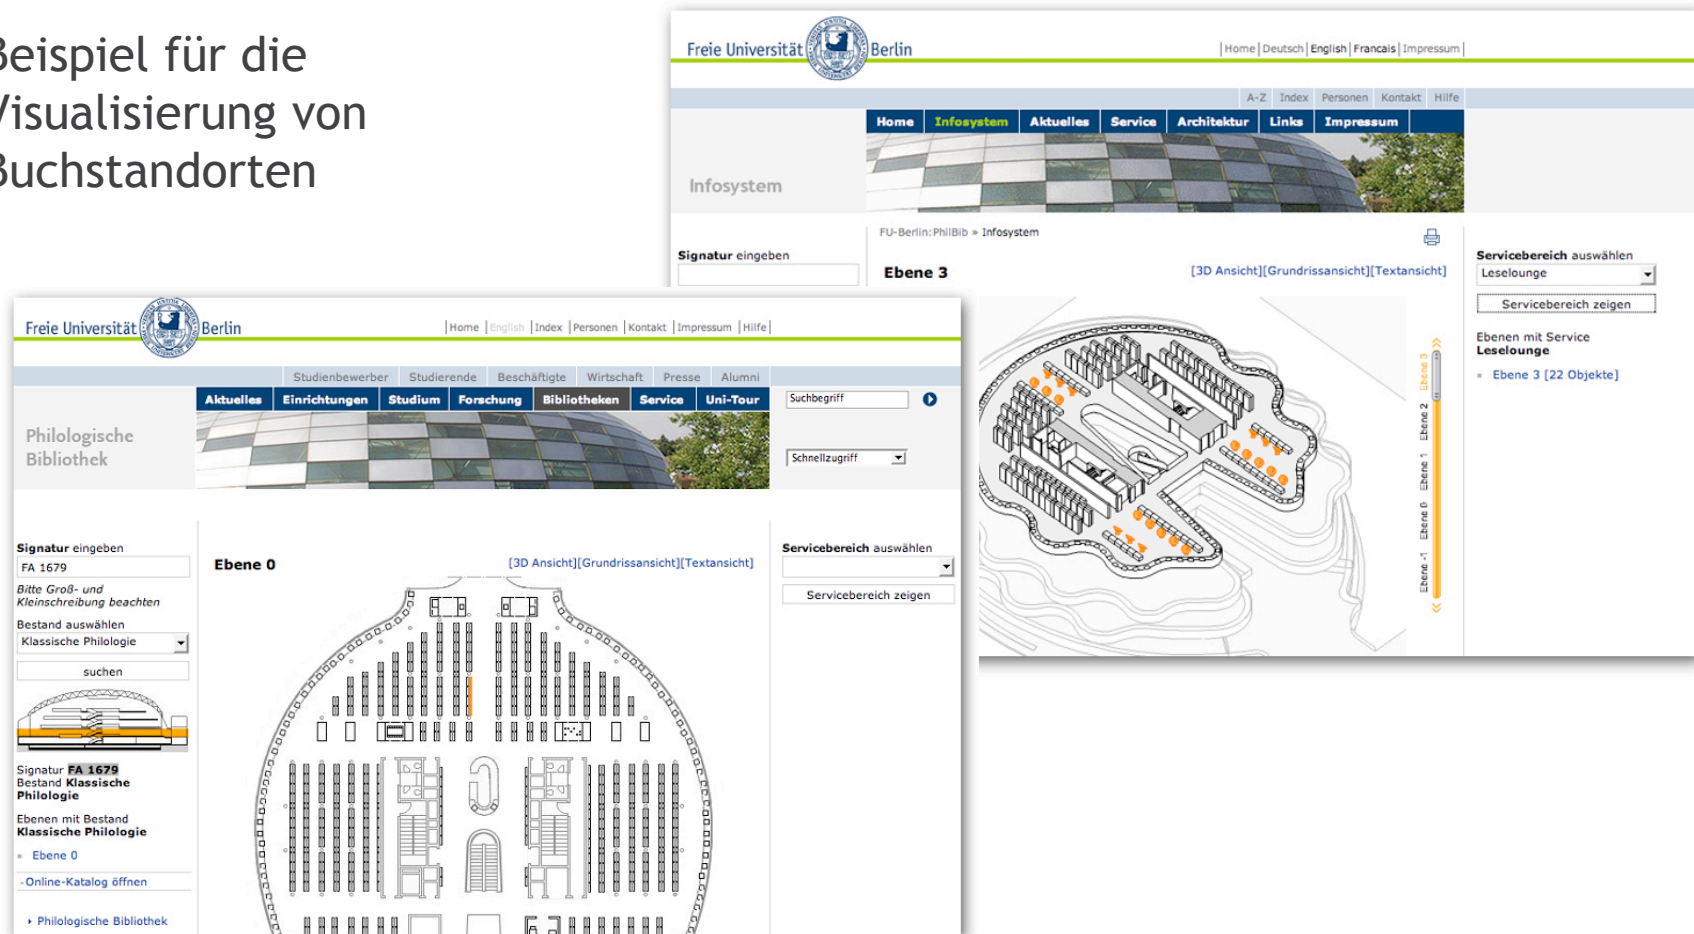 Beispiel für die
Visualisierung von
Buchstandorten
Freie Universität Berlin
Home Deutsch English Francais Impressum
A-Z Index Personen Kontakt Hilfe
Home Infosystem Aktuelles Service Architektur Links Impressum
Infosystem
FU-Berlin:PhilBib » Infosystem
Signatur eingeben
Ebene 3
[3D Ansicht][Grundrissansicht][Textansicht]
Servicebereich auswählen
Leselounge
Servicebereich zeigen
Ebenen mit Service
Leselounge
Ebene 3 [22 Objekte]
Ebene 3
Ebene 2
Ebene 1
Ebene 0
Ebene -1
Freie Universität Berlin
Home English Index Personen Kontakt Impressum Hilfe
Studienbewerber Studierende Beschäftigte Wirtschaft Presse Alumni
Aktuelles Einrichtungen Studium Forschung Bibliotheken Service Uni-Tour
Suchbegriff
Philologische
Bibliothek
Schnellzugriff
Signatur eingeben
FA 1679
Bitte Groß- und
Kleinschreibung beachten
Bestand auswählen
Klassische Philologie
suchen
Signatur FA 1679
Bestand Klassische
Philologie
Ebenen mit Bestand
Klassische Philologie
Ebene 0
-Online-Katalog öffnen
Philologische Bibliothek
Ebene 0
[3D Ansicht][Grundrissansicht][Textansicht]
Servicebereich auswählen
Servicebereich zeigen